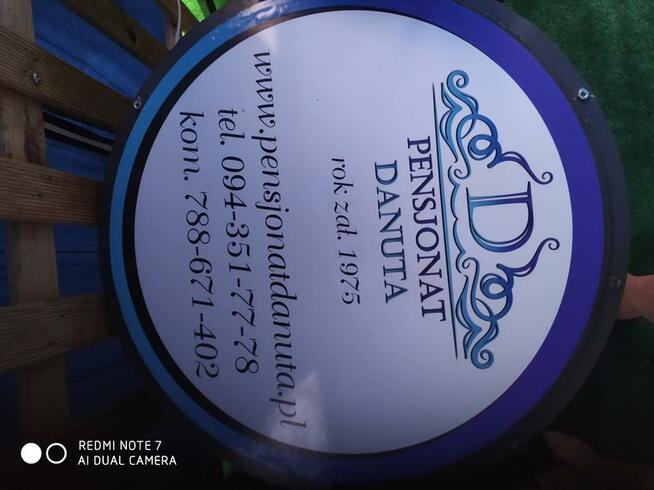 D
PENSJONAT
DANUTA
rok zał. 1975
www.pensjonatdanuta.pl
tel. 094-351-77-78
kom. 788-671-402
REDMI NOTE 7
AI DUAL CAMERA